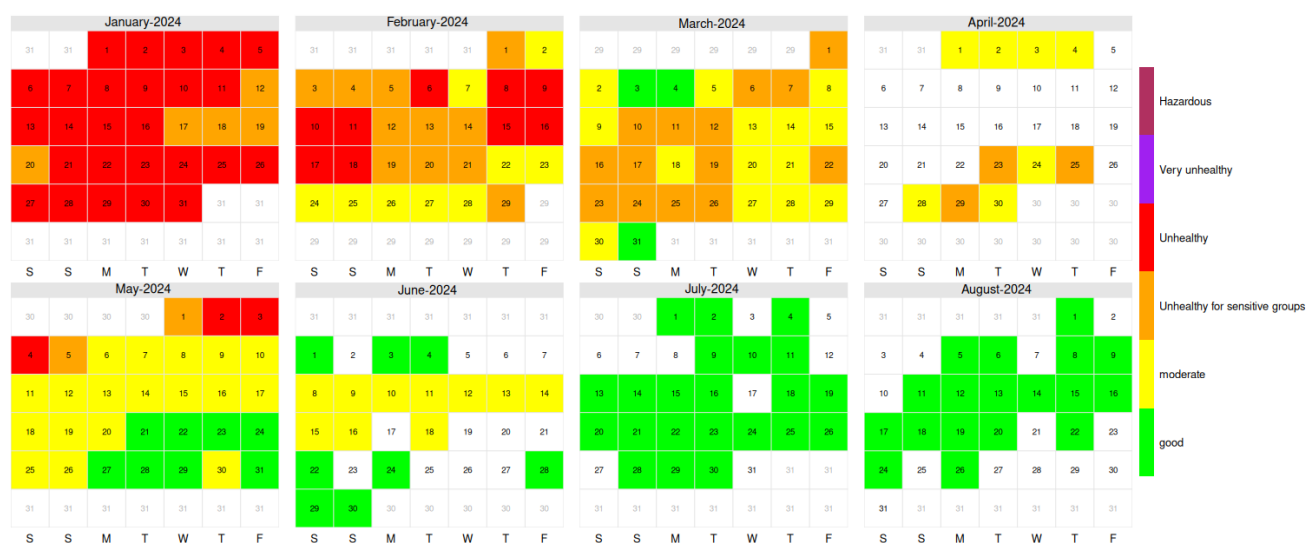 January-2024 February-2024 March-2024 April-2024
31 31 1 2 3 4 5 31 31 31 31 31 1 2 29 29 29 29 29 29 1 31 31 1 2 3 4 5
6 7 8 9 10 11 12 3 4 5 6 7 8 9 2 3 4 5 6 7 8 6 7 8 9 10 11 12
Hazardous
13 14 15 16 17 18 19 10 11 12 13 14 15 16 9 10 11 12 13 14 15 13 14 15 16 17 18 19
20 21 22 23 24 25 26 17 18 19 20 21 22 23 16 17 18 19 20 21 22 20 21 22 23 24 25 26
Very unhealthy
27 28 29 30 31 31 31 24 25 26 27 28 29 29 23 24 25 26 27 28 29 27 28 29 30 30 30 30
31 31 31 31 31 31 31 29 29 29 29 29 29 29 30 31 31 31 31 31 31 30 30 30 30 30 30 30
Unhealthy
S S M T W T F S S M T W T F S S M T W T F S S M T W T F
May-2024 June-2024 July-2024 August-2024
30 30 30 30 1 2 3 31 31 31 31 31 31 31 30 30 1 2 3 4 5 31 31 31 31 31 1 2
Unhealthy for sensitive groups
4 5 6 7 8 9 10 1 2 3 4 5 6 7 6 7 8 9 10 11 12 3 4 5 6 7 8 9
moderate
11 12 13 14 15 16 17 8 9 10 11 12 13 14 13 14 15 16 17 18 19 10 11 12 13 14 15 16
18 19 20 21 22 23 24 15 16 17 18 19 20 21 20 21 22 23 24 25 26 17 18 19 20 21 22 23
good
25 26 27 28 29 30 31 22 23 24 25 26 27 28 27 28 29 30 31 31 31 24 25 26 27 28 29 30
31 31 31 31 31 31 31 29 30 30 30 30 30 30 31 31 31 31 31 31 31 31 31 31 31 31 31 31
S S M T W T F S S M T W T F S S M T W T F S S M T W T F